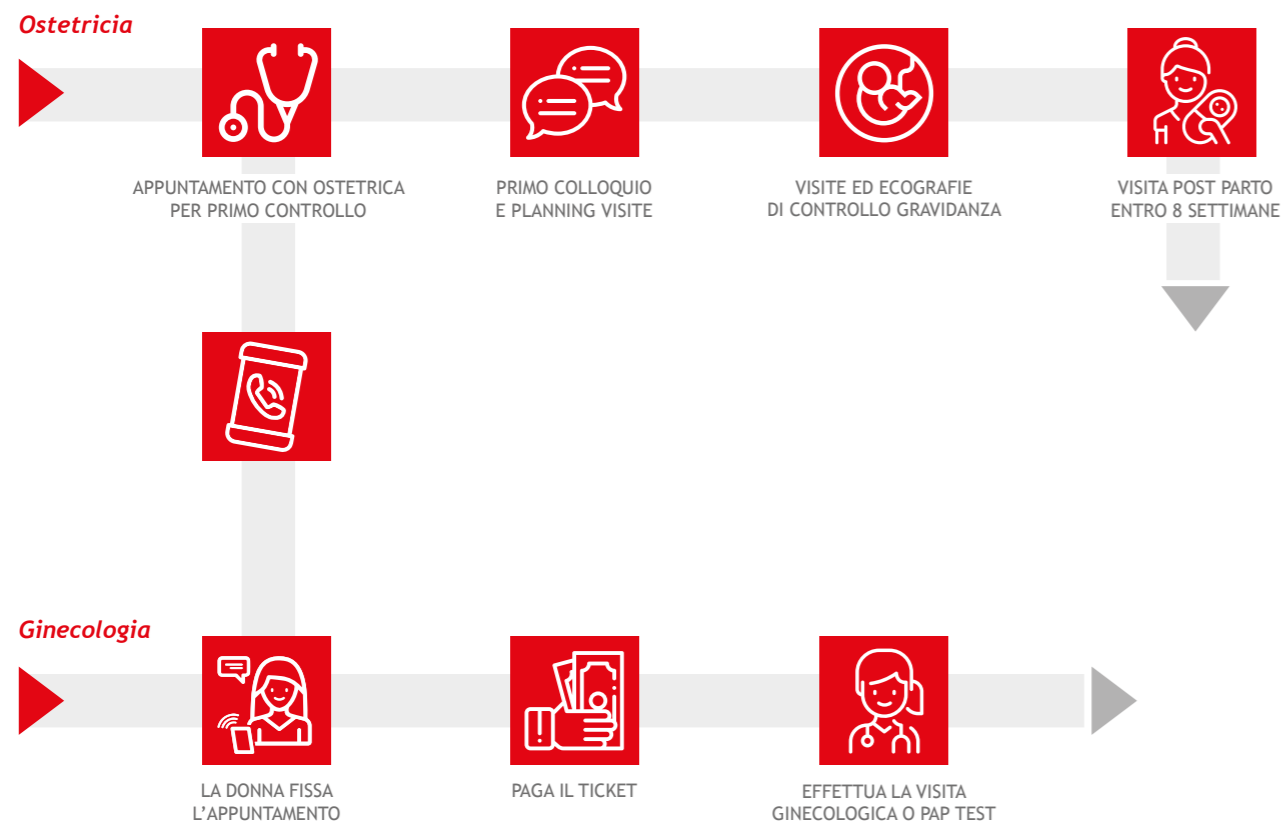 Ostetricia
APPUNTAMENTO CON OSTETRICA
PER PRIMO CONTROLLO
PRIMO COLLOQUIO
E PLANNING VISITE
VISITE ED ECOGRAFIE
DI CONTROLLO GRAVIDANZA
VISITA POST PARTO
ENTRO 8 SETTIMANE
Ginecologia
LA DONNA FISSA
L’APPUNTAMENTO
PAGA IL TICKET
EFFETTUA LA VISITA
GINECOLOGICA O PAP TEST